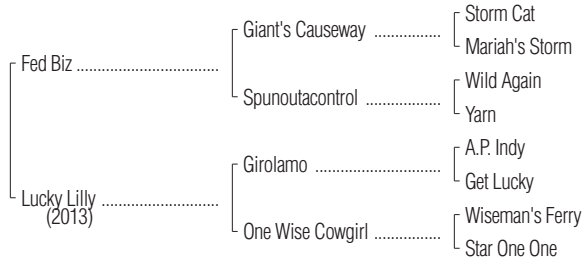 Storm Cat
Giant's Causeway ..................
Mariah's Storm
Fed Biz ................................
Wild Again
Spunoutacontrol .................
Yarn
A.P. Indy
Girolamo ............................
Get Lucky
Lucky Lilly ..........................
(2013)
Wiseman's Ferry
One Wise Cowgirl ................
Star One One